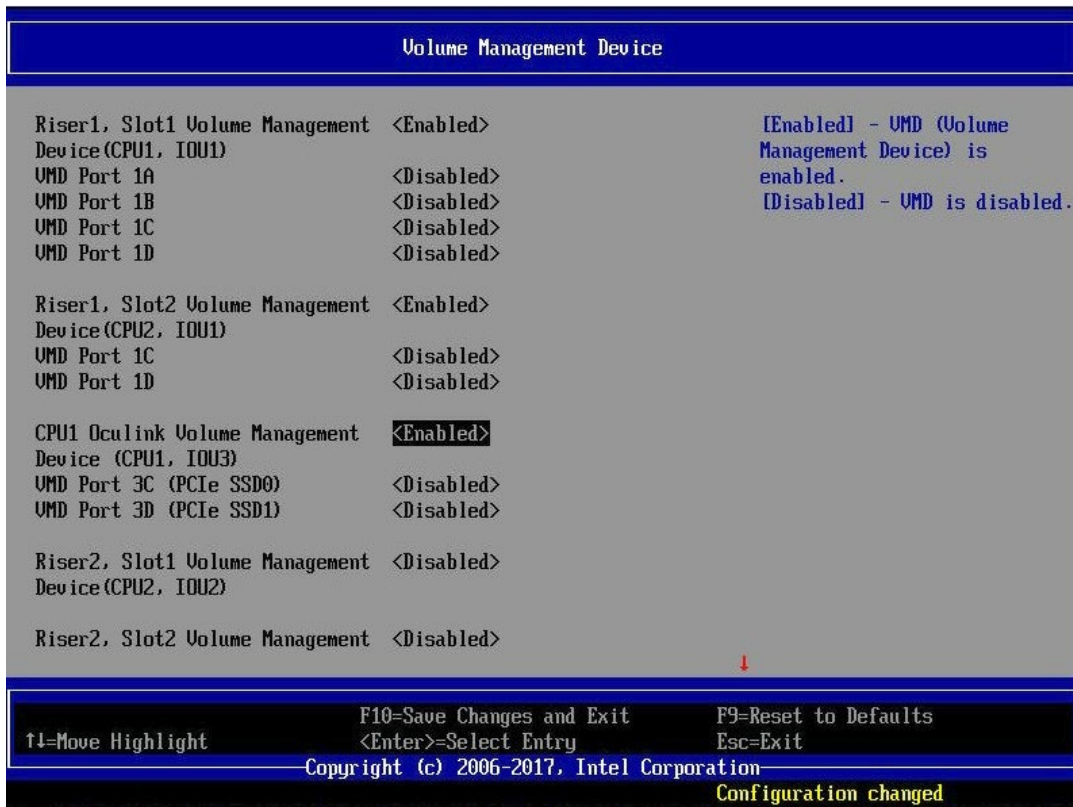 Volume Management Device
Riser1, Slot1 Volume Management <Enabled>
Device(CPU1, IOU1)
VMD Port 1A <Disabled>
VMD Port 1B <Disabled>
VMD Port 1C <Disabled>
VMD Port 1D <Disabled>
Riser1, Slot2 Volume Management <Enabled>
Device(CPU2, IOU1)
VMD Port 1C <Disabled>
VMD Port 1D <Disabled>
CPU1 Oculink Volume Management <Enabled>
Device (CPU1, IOU3)
VMD Port 3C (PCIe SSD0) <Disabled>
VMD Port 3D (PCIe SSD1) <Disabled>
Riser2, Slot1 Volume Management <Disabled>
Device(CPU2, IOU2)
Riser2, Slot2 Volume Management <Disabled>
[Enabled] - VMD (Volume
Management Device) is
enabled.
[Disabled] - VMD is disabled.
↓
F10=Save Changes and Exit F9=Reset to Defaults
↑↓=Move Highlight <Enter>=Select Entry Esc=Exit
Copyright (c) 2006-2017, Intel Corporation
Configuration changed